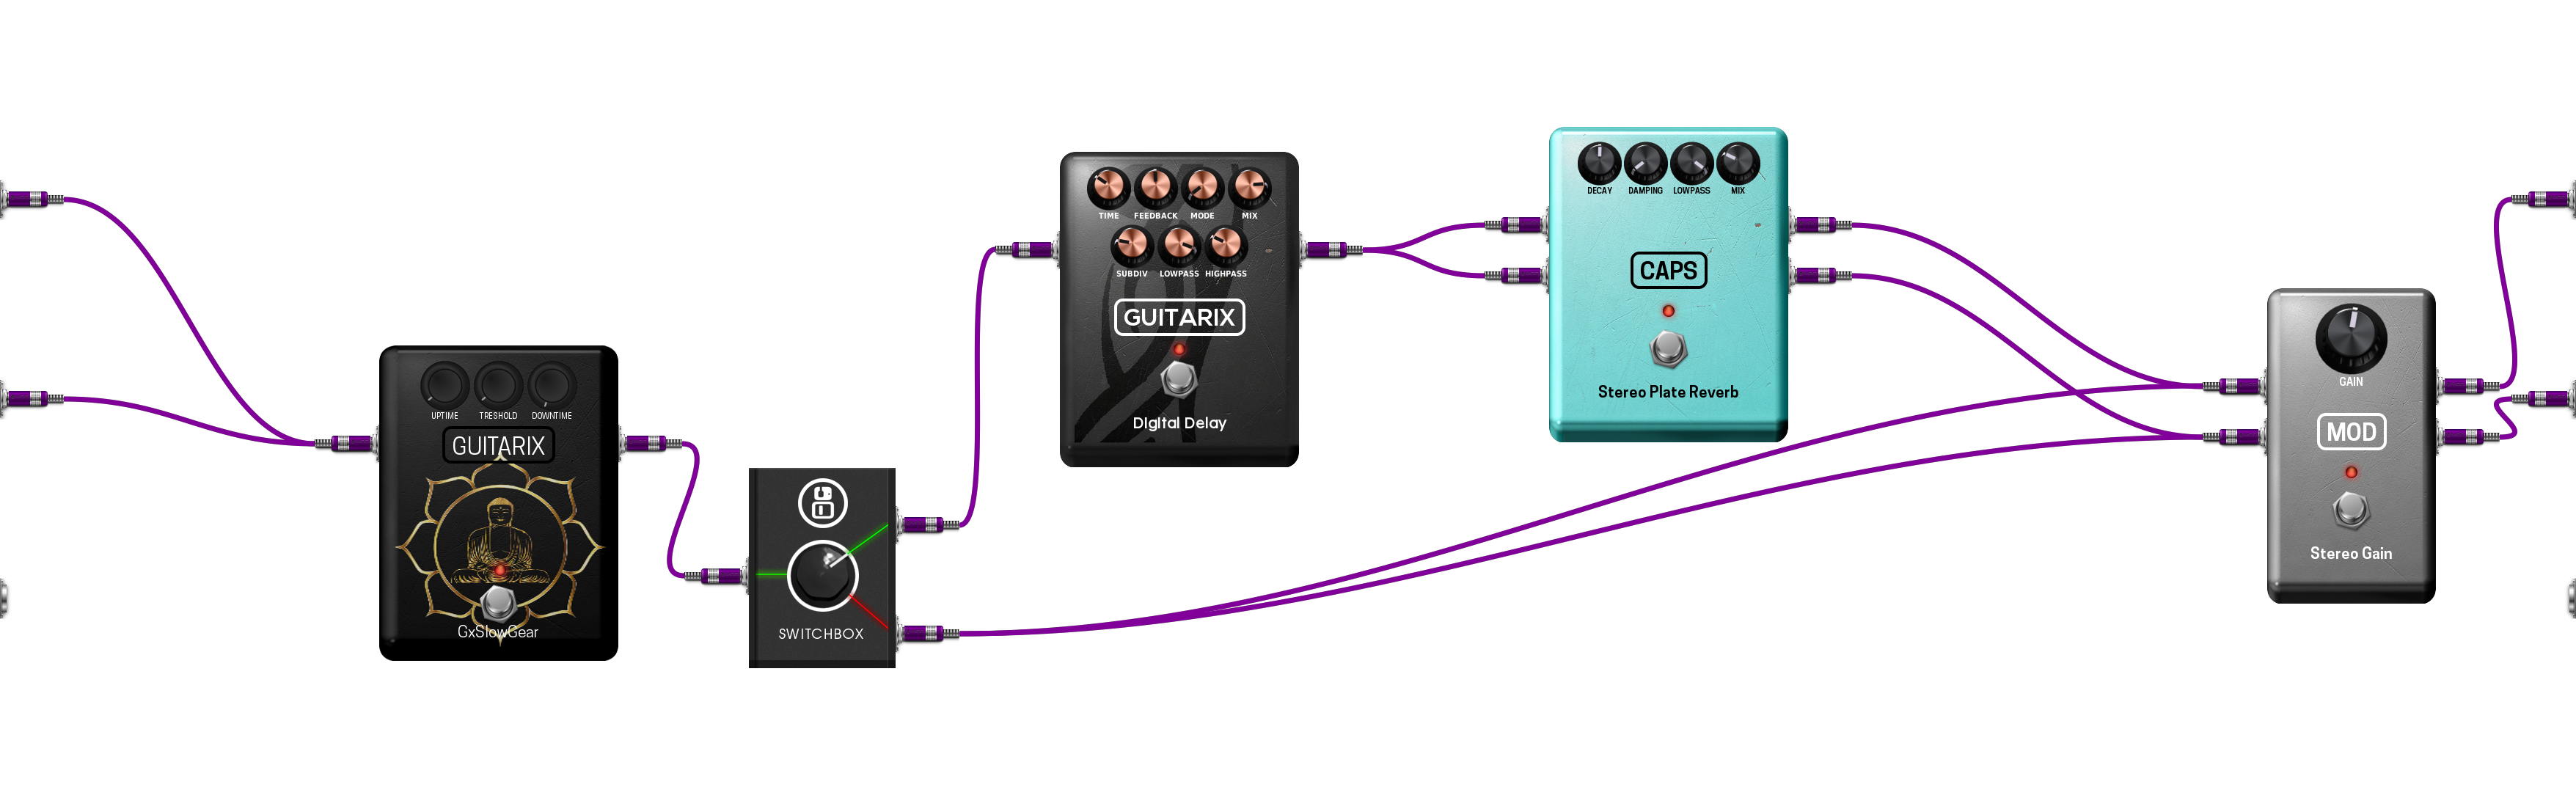 UPTIME TRESHOLD DOWNTIME
GUITARIX
GxSlowGear
SWITCHBOX
TIME FEEDBACK MODE MIX
SUBDIV LOWPASS HIGHPASS
GUITARIX
Digital Delay
DECAY DAMPING LOWPASS MIX
CAPS
Stereo Plate Reverb
GAIN
MOD
Stereo Gain